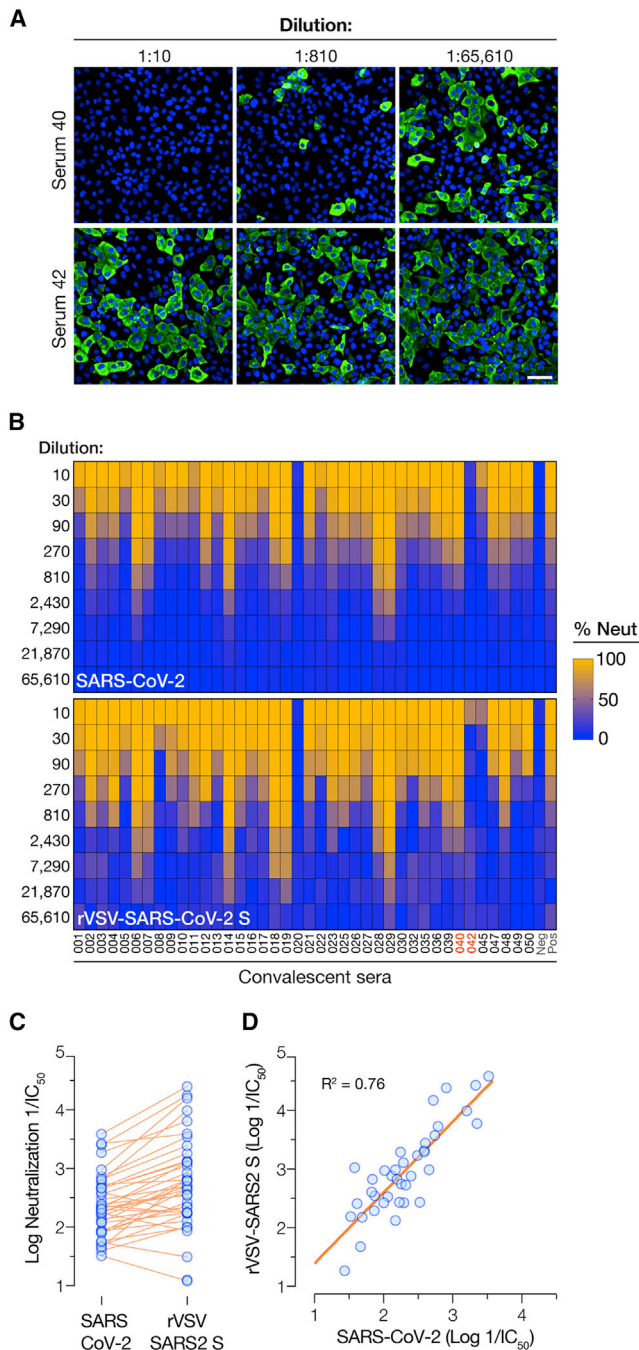 A
Dilution:
1:10 1:810 1:65,610
Serum 40
Serum 42
B
Dilution:
10
30
90
270
810
2,430
7,290
21,870
65,610
SARS-CoV-2
% Neut
100
50
0
10
30
90
270
810
2,430
7,290
21,870
65,610
rVSV-SARS-CoV-2 S
001 002 003 004 005 006 007 008 009 010 011 012 013 014 015 016 017 018 019 020 021 022 023 025 026 027 028 029 030 032 035 036 039 040 042 045 047 048 049 050 Neg Pos
Convalescent sera
C
Log Neutralization 1/IC50
5
4
3
2
1
SARS CoV-2
rVSV SARS2 S
D
rVSV-SARS2 S (Log 1/IC50)
5
4
3
2
1
R² = 0.76
1 2 3 4
SARS-CoV-2 (Log 1/IC50)